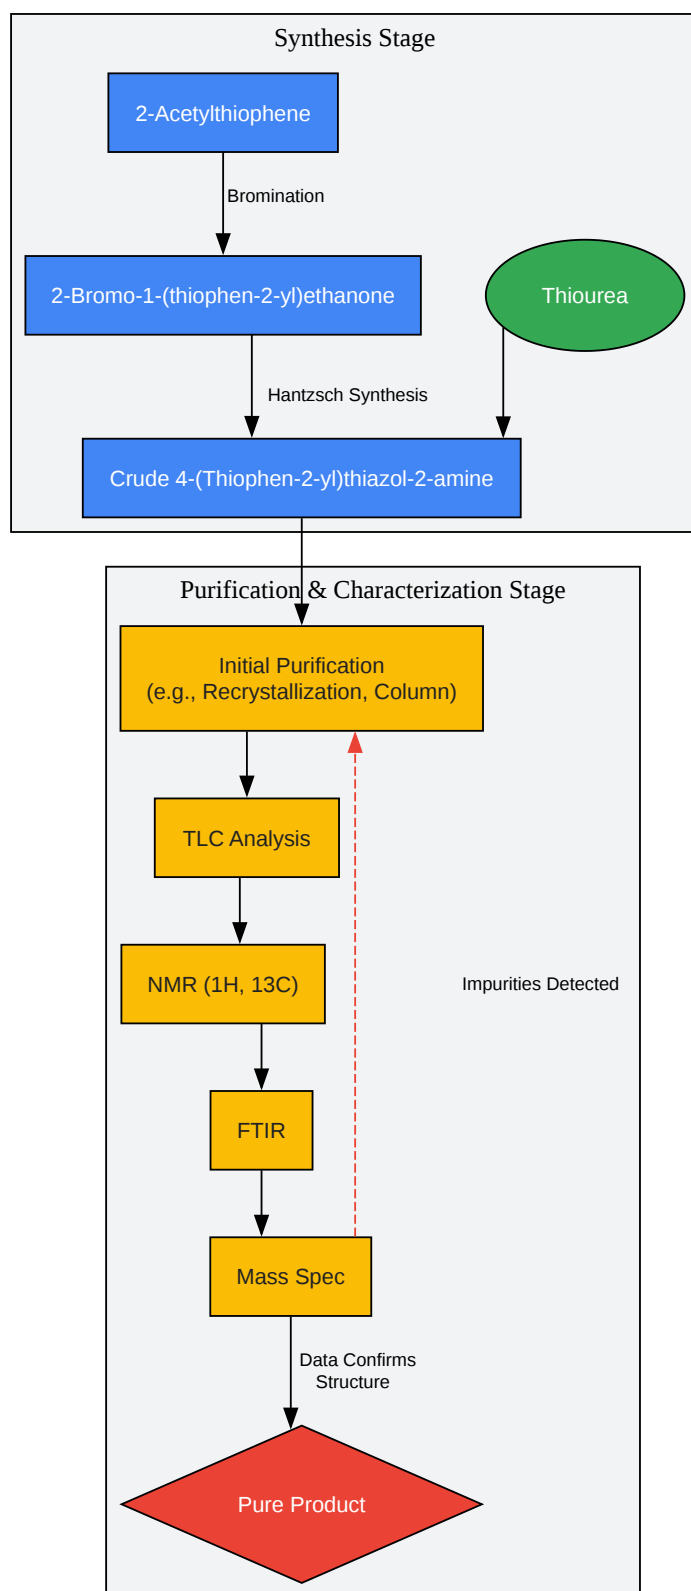 Synthesis Stage
2-Acetylthiophene
Bromination
2-Bromo-1-(thiophen-2-yl)ethanone
Thiourea
Hantzsch Synthesis
Crude 4-(Thiophen-2-yl)thiazol-2-amine
Purification & Characterization Stage
Initial Purification
(e.g., Recrystallization, Column)
TLC Analysis
NMR (1H, 13C)
Impurities Detected
FTIR
Mass Spec
Data Confirms
Structure
Pure Product